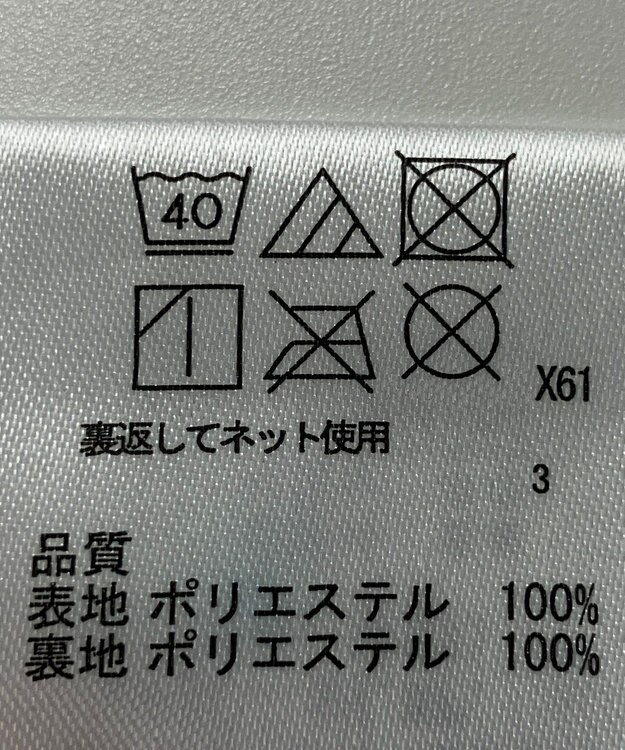 40
X61
裏返してネット使用
3
品質
表地 ポリエステル 100%
裏地 ポリエステル 100%